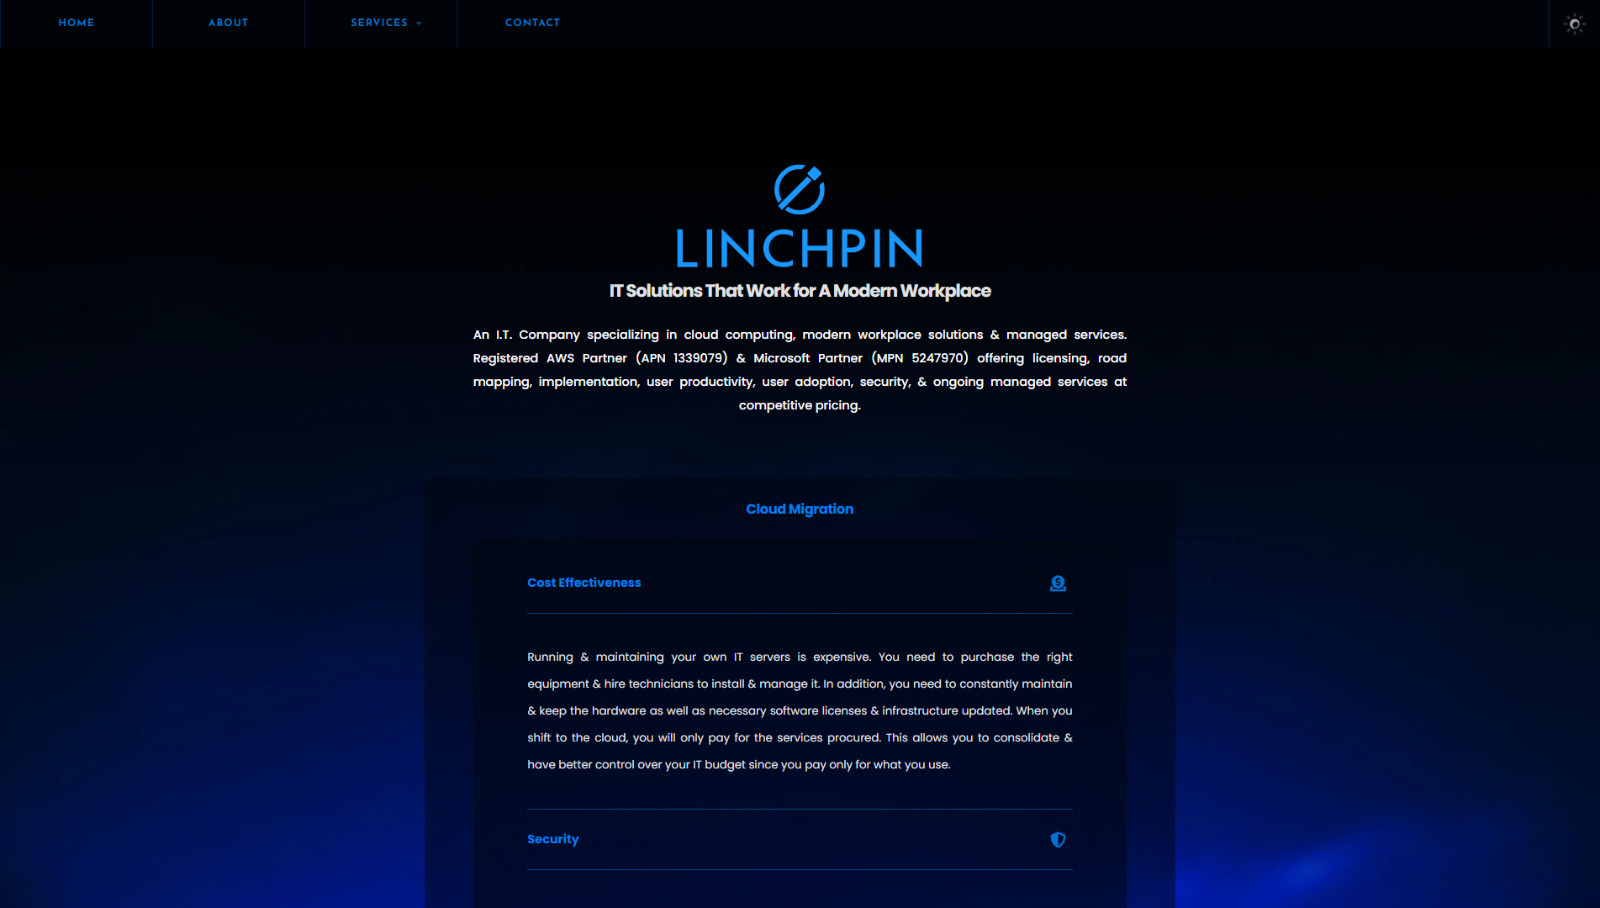 HOME
ABOUT
SERVICES
CONTACT
LINCHPIN
IT Solutions That Work for A Modern Workplace
An I.T. Company specializing in cloud computing, modern workplace solutions & managed services.
Registered AWS Partner (APN 1339079) & Microsoft Partner (MPN 5247970) offering licensing, road
mapping, implementation, user productivity, user adoption, security, & ongoing managed services at
competitive pricing.
Cloud Migration
Cost Effectiveness
Running & maintaining your own IT servers is expensive. You need to purchase the right
equipment & hire technicians to install & manage it. In addition, you need to constantly maintain
& keep the hardware as well as necessary software licenses & infrastructure updated. When you
shift to the cloud, you will only pay for the services procured. This allows you to consolidate &
have better control over your IT budget since you pay only for what you use.
Security